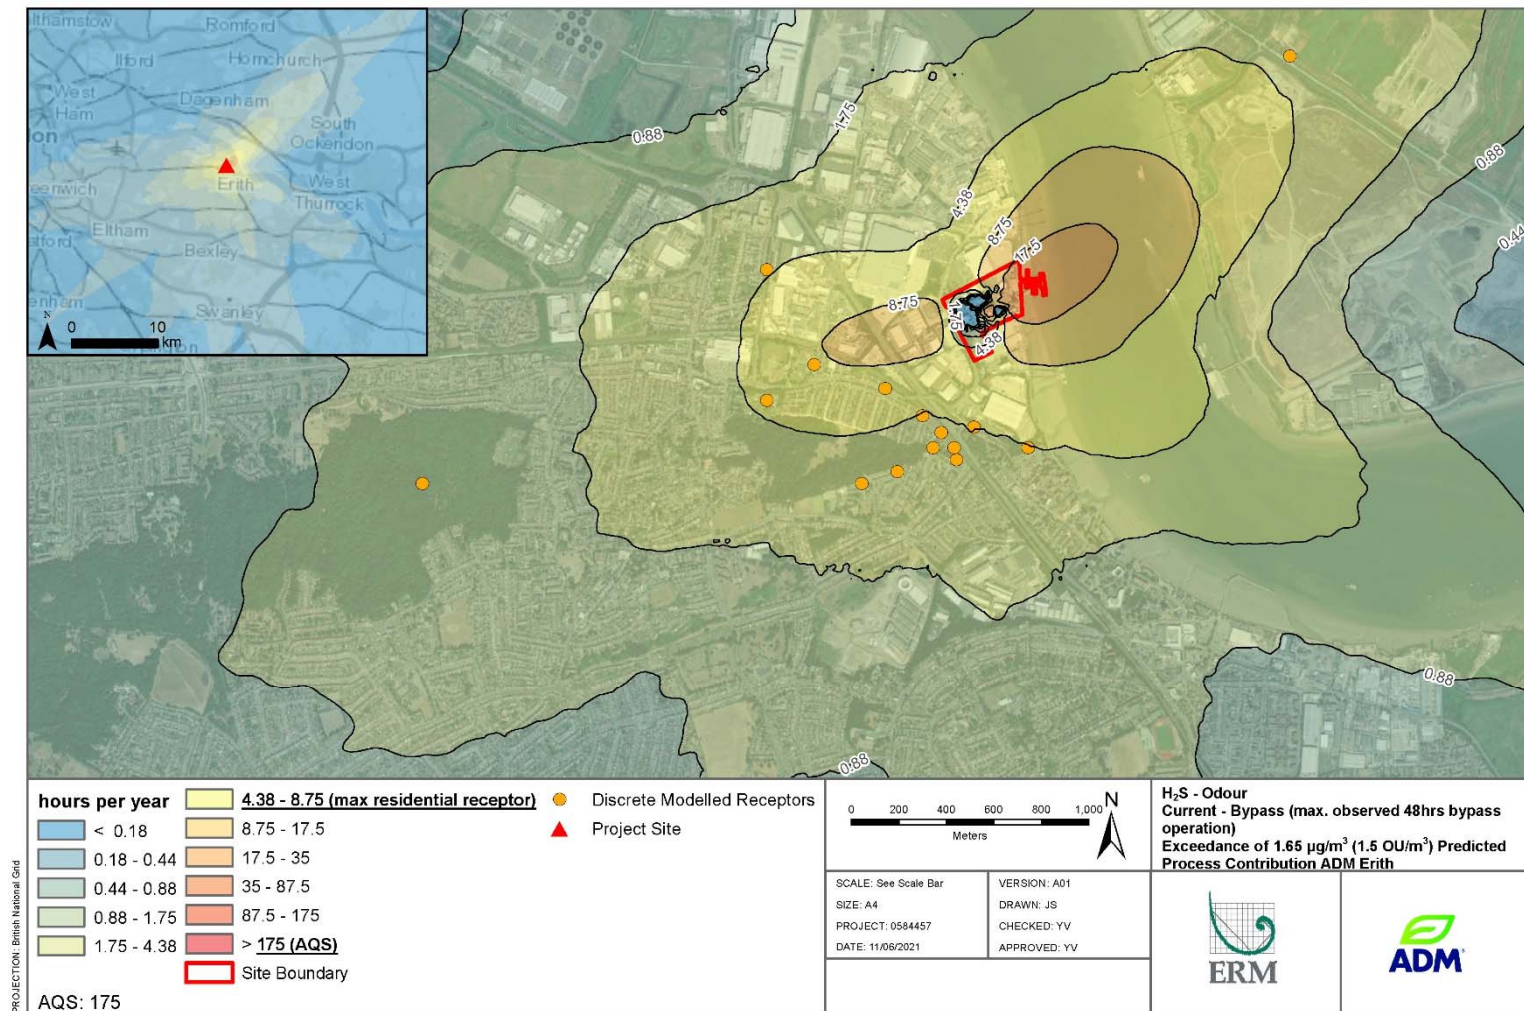 lthamstow
Romford
Ilford
Hornchurch
West
Ham
Dagenham
don
South
Ockendon
eenwich
Erith
West
Thurrock
Eltham
atford
Bexley
enham
Swanley
N
0 10
km
0.88
1.75
4.38
8.75
17.5
8.75
1.75
4.38
0.88
0.44
0.88
0.88
hours per year
< 0.18
0.18 - 0.44
0.44 - 0.88
0.88 - 1.75
1.75 - 4.38
4.38 - 8.75 (max residential receptor)
8.75 - 17.5
17.5 - 35
35 - 87.5
87.5 - 175
> 175 (AQS)
Site Boundary
AQS: 175
Discrete Modelled Receptors
Project Site
0 200 400 600 800 1,000
Meters
N
H₂S - Odour
Current - Bypass (max. observed 48hrs bypass
operation)
Exceedance of 1.65 µg/m³ (1.5 OU/m³) Predicted
Process Contribution ADM Erith
SCALE: See Scale Bar
SIZE: A4
PROJECT: 0584457
DATE: 11/06/2021
VERSION: A01
DRAWN: JS
CHECKED: YV
APPROVED: YV
ERM
ADM
PROJECTION: British National Grid